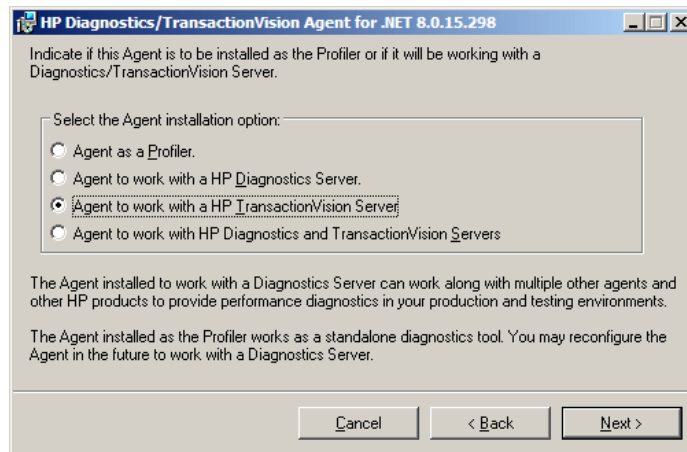 HP Diagnostics/TransactionVision Agent for .NET 8.0.15.298
Indicate if this Agent is to be installed as the Profiler or if it will be working with a
Diagnostics/TransactionVision Server.
Select the Agent installation option:
Agent as a Profiler.
Agent to work with a HP Diagnostics Server.
Agent to work with a HP TransactionVision Server
Agent to work with HP Diagnostics and TransactionVision Servers
The Agent installed to work with a Diagnostics Server can work along with multiple other agents and
other HP products to provide performance diagnostics in your production and testing environments.
The Agent installed as the Profiler works as a standalone diagnostics tool. You may reconfigure the
Agent in the future to work with a Diagnostics Server.
Cancel < Back Next >